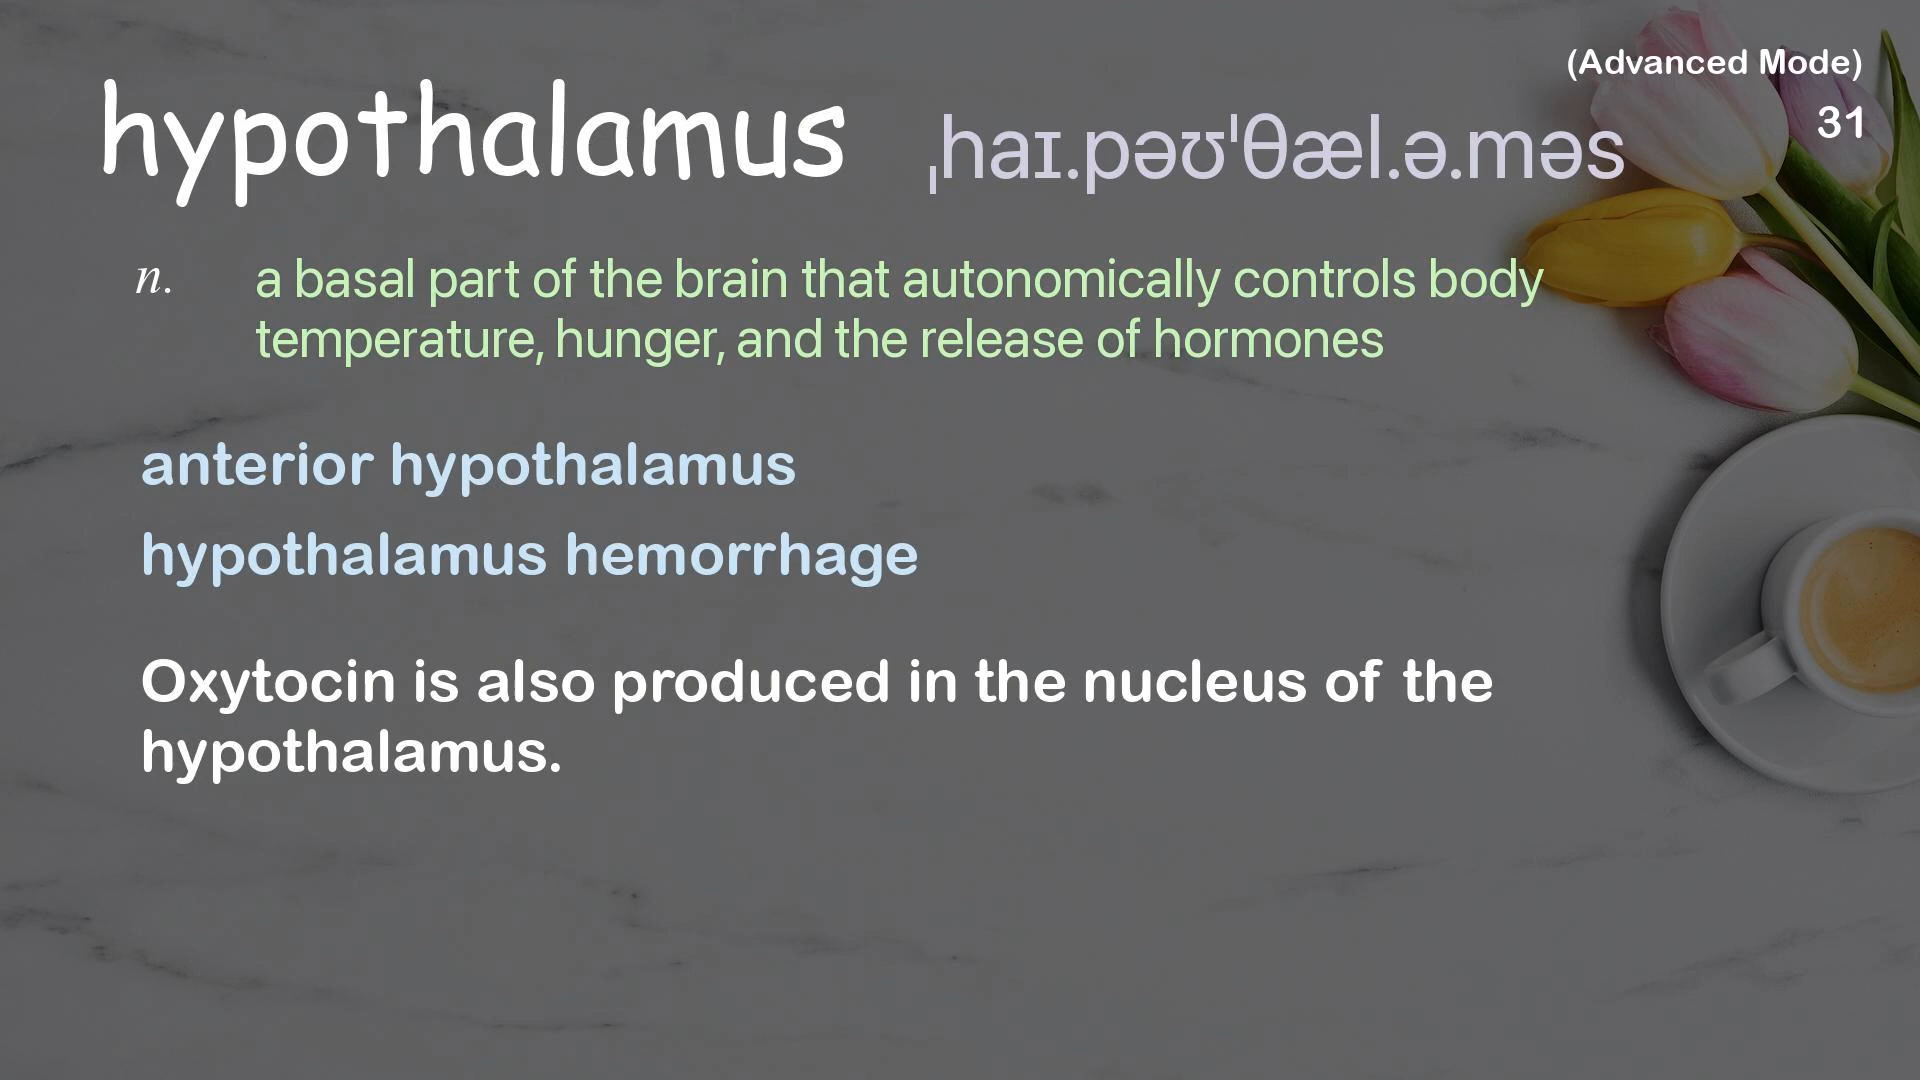 (Advanced Mode)
hypothalamus ˌhaɪ.pəʊˈθæl.ə.məs
31
n. a basal part of the brain that autonomically controls body
temperature, hunger, and the release of hormones
anterior hypothalamus
hypothalamus hemorrhage
Oxytocin is also produced in the nucleus of the
hypothalamus.